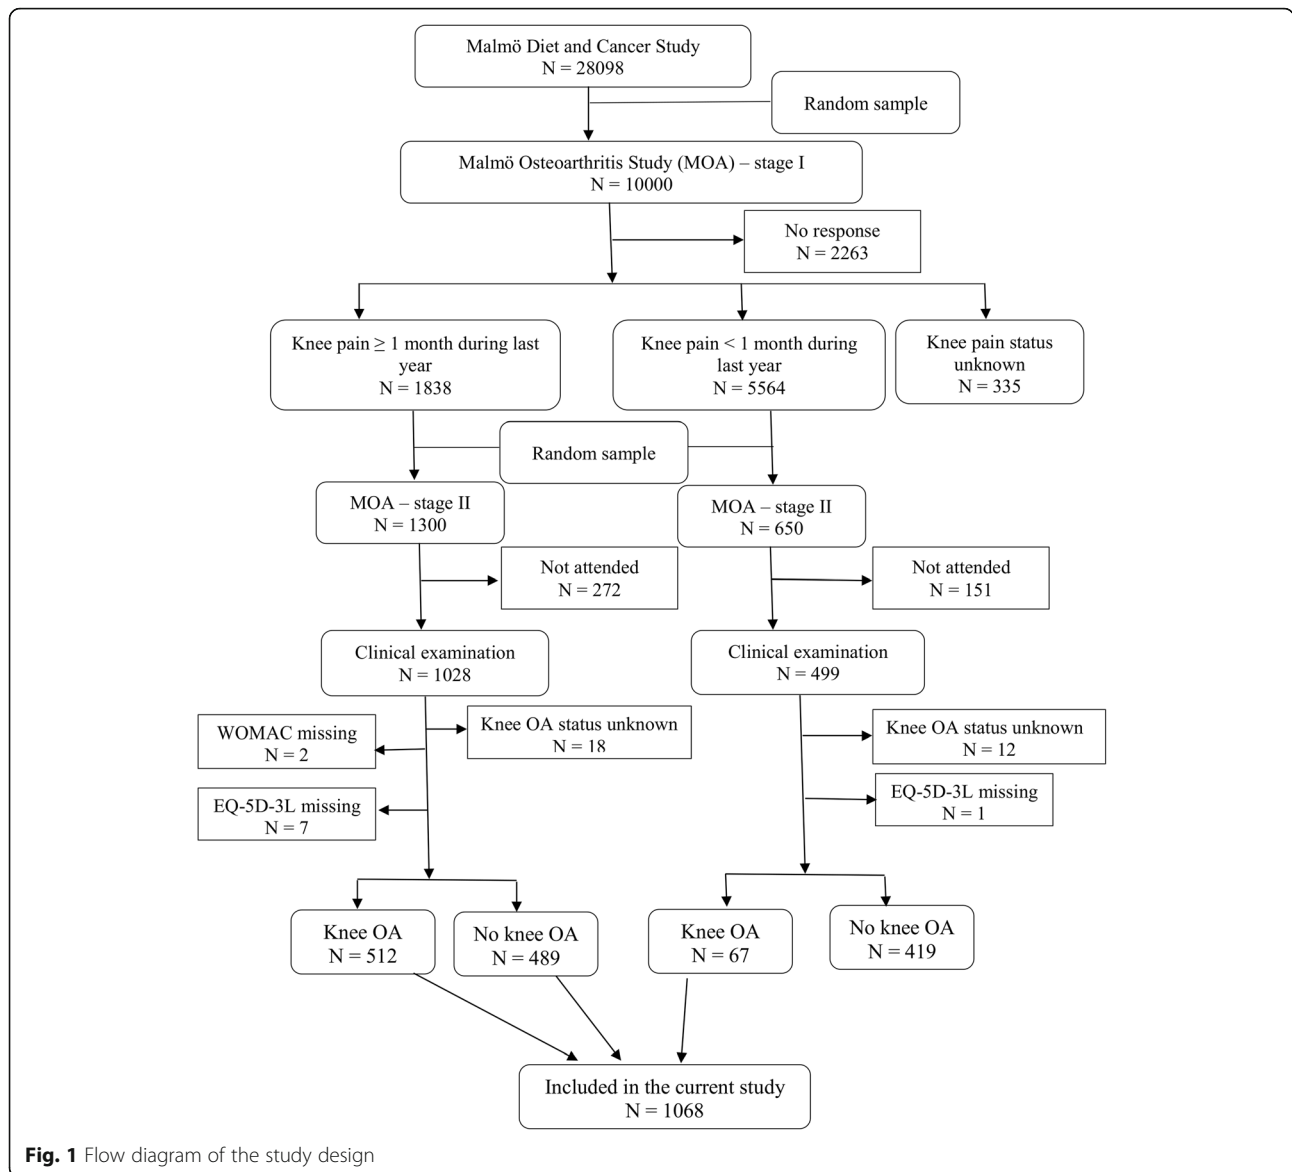 Malmö Diet and Cancer Study
N = 28098
Random sample
Malmö Osteoarthritis Study (MOA) – stage I
N = 10000
No response
N = 2263
Knee pain ≥ 1 month during last
year
N = 1838
Knee pain < 1 month during
last year
N = 5564
Knee pain status
unknown
N = 335
Random sample
MOA – stage II
N = 1300
MOA – stage II
N = 650
Not attended
N = 272
Not attended
N = 151
Clinical examination
N = 1028
Clinical examination
N = 499
WOMAC missing
N = 2
Knee OA status unknown
N = 18
Knee OA status unknown
N = 12
EQ-5D-3L missing
N = 7
EQ-5D-3L missing
N = 1
Knee OA
N = 512
No knee OA
N = 489
Knee OA
N = 67
No knee OA
N = 419
Included in the current study
N = 1068
Fig. 1 Flow diagram of the study design